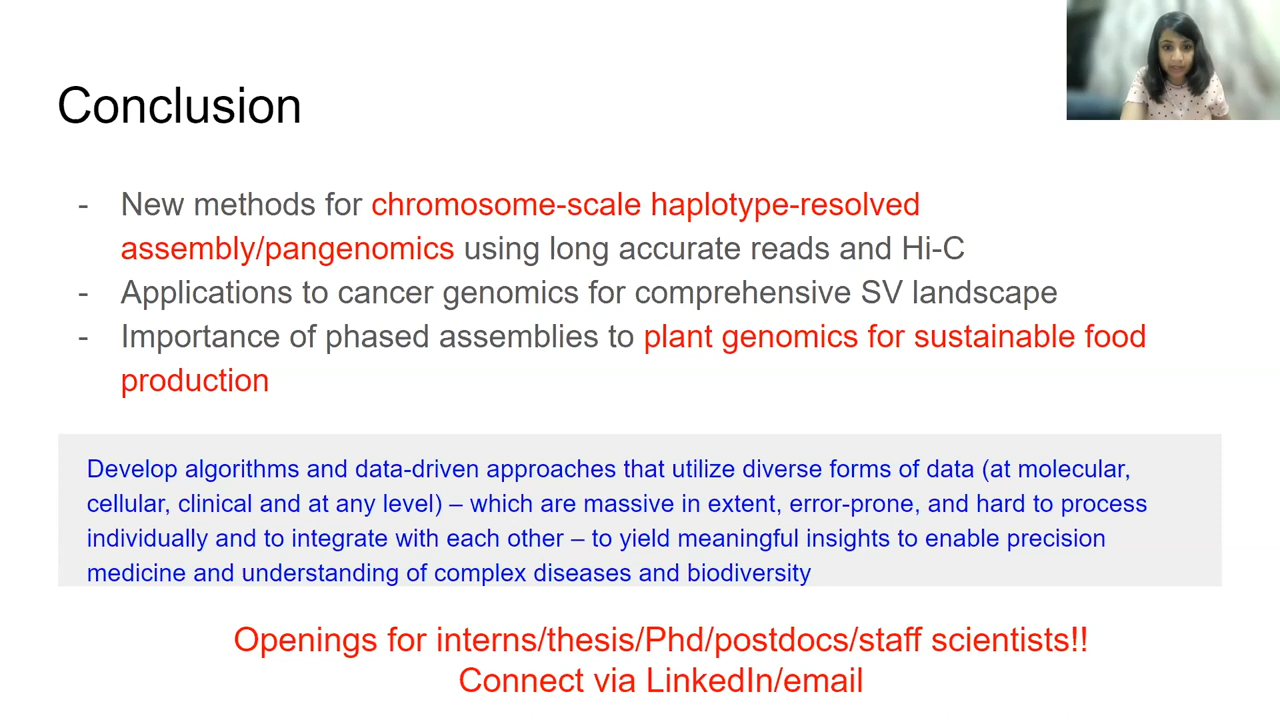 Conclusion
- New methods for chromosome-scale haplotype-resolved
assembly/pangenomics using long accurate reads and Hi-C
- Applications to cancer genomics for comprehensive SV landscape
- Importance of phased assemblies to plant genomics for sustainable food
production
Develop algorithms and data-driven approaches that utilize diverse forms of data (at molecular,
cellular, clinical and at any level) – which are massive in extent, error-prone, and hard to process
individually and to integrate with each other – to yield meaningful insights to enable precision
medicine and understanding of complex diseases and biodiversity
Openings for interns/thesis/Phd/postdocs/staff scientists!!
Connect via LinkedIn/email